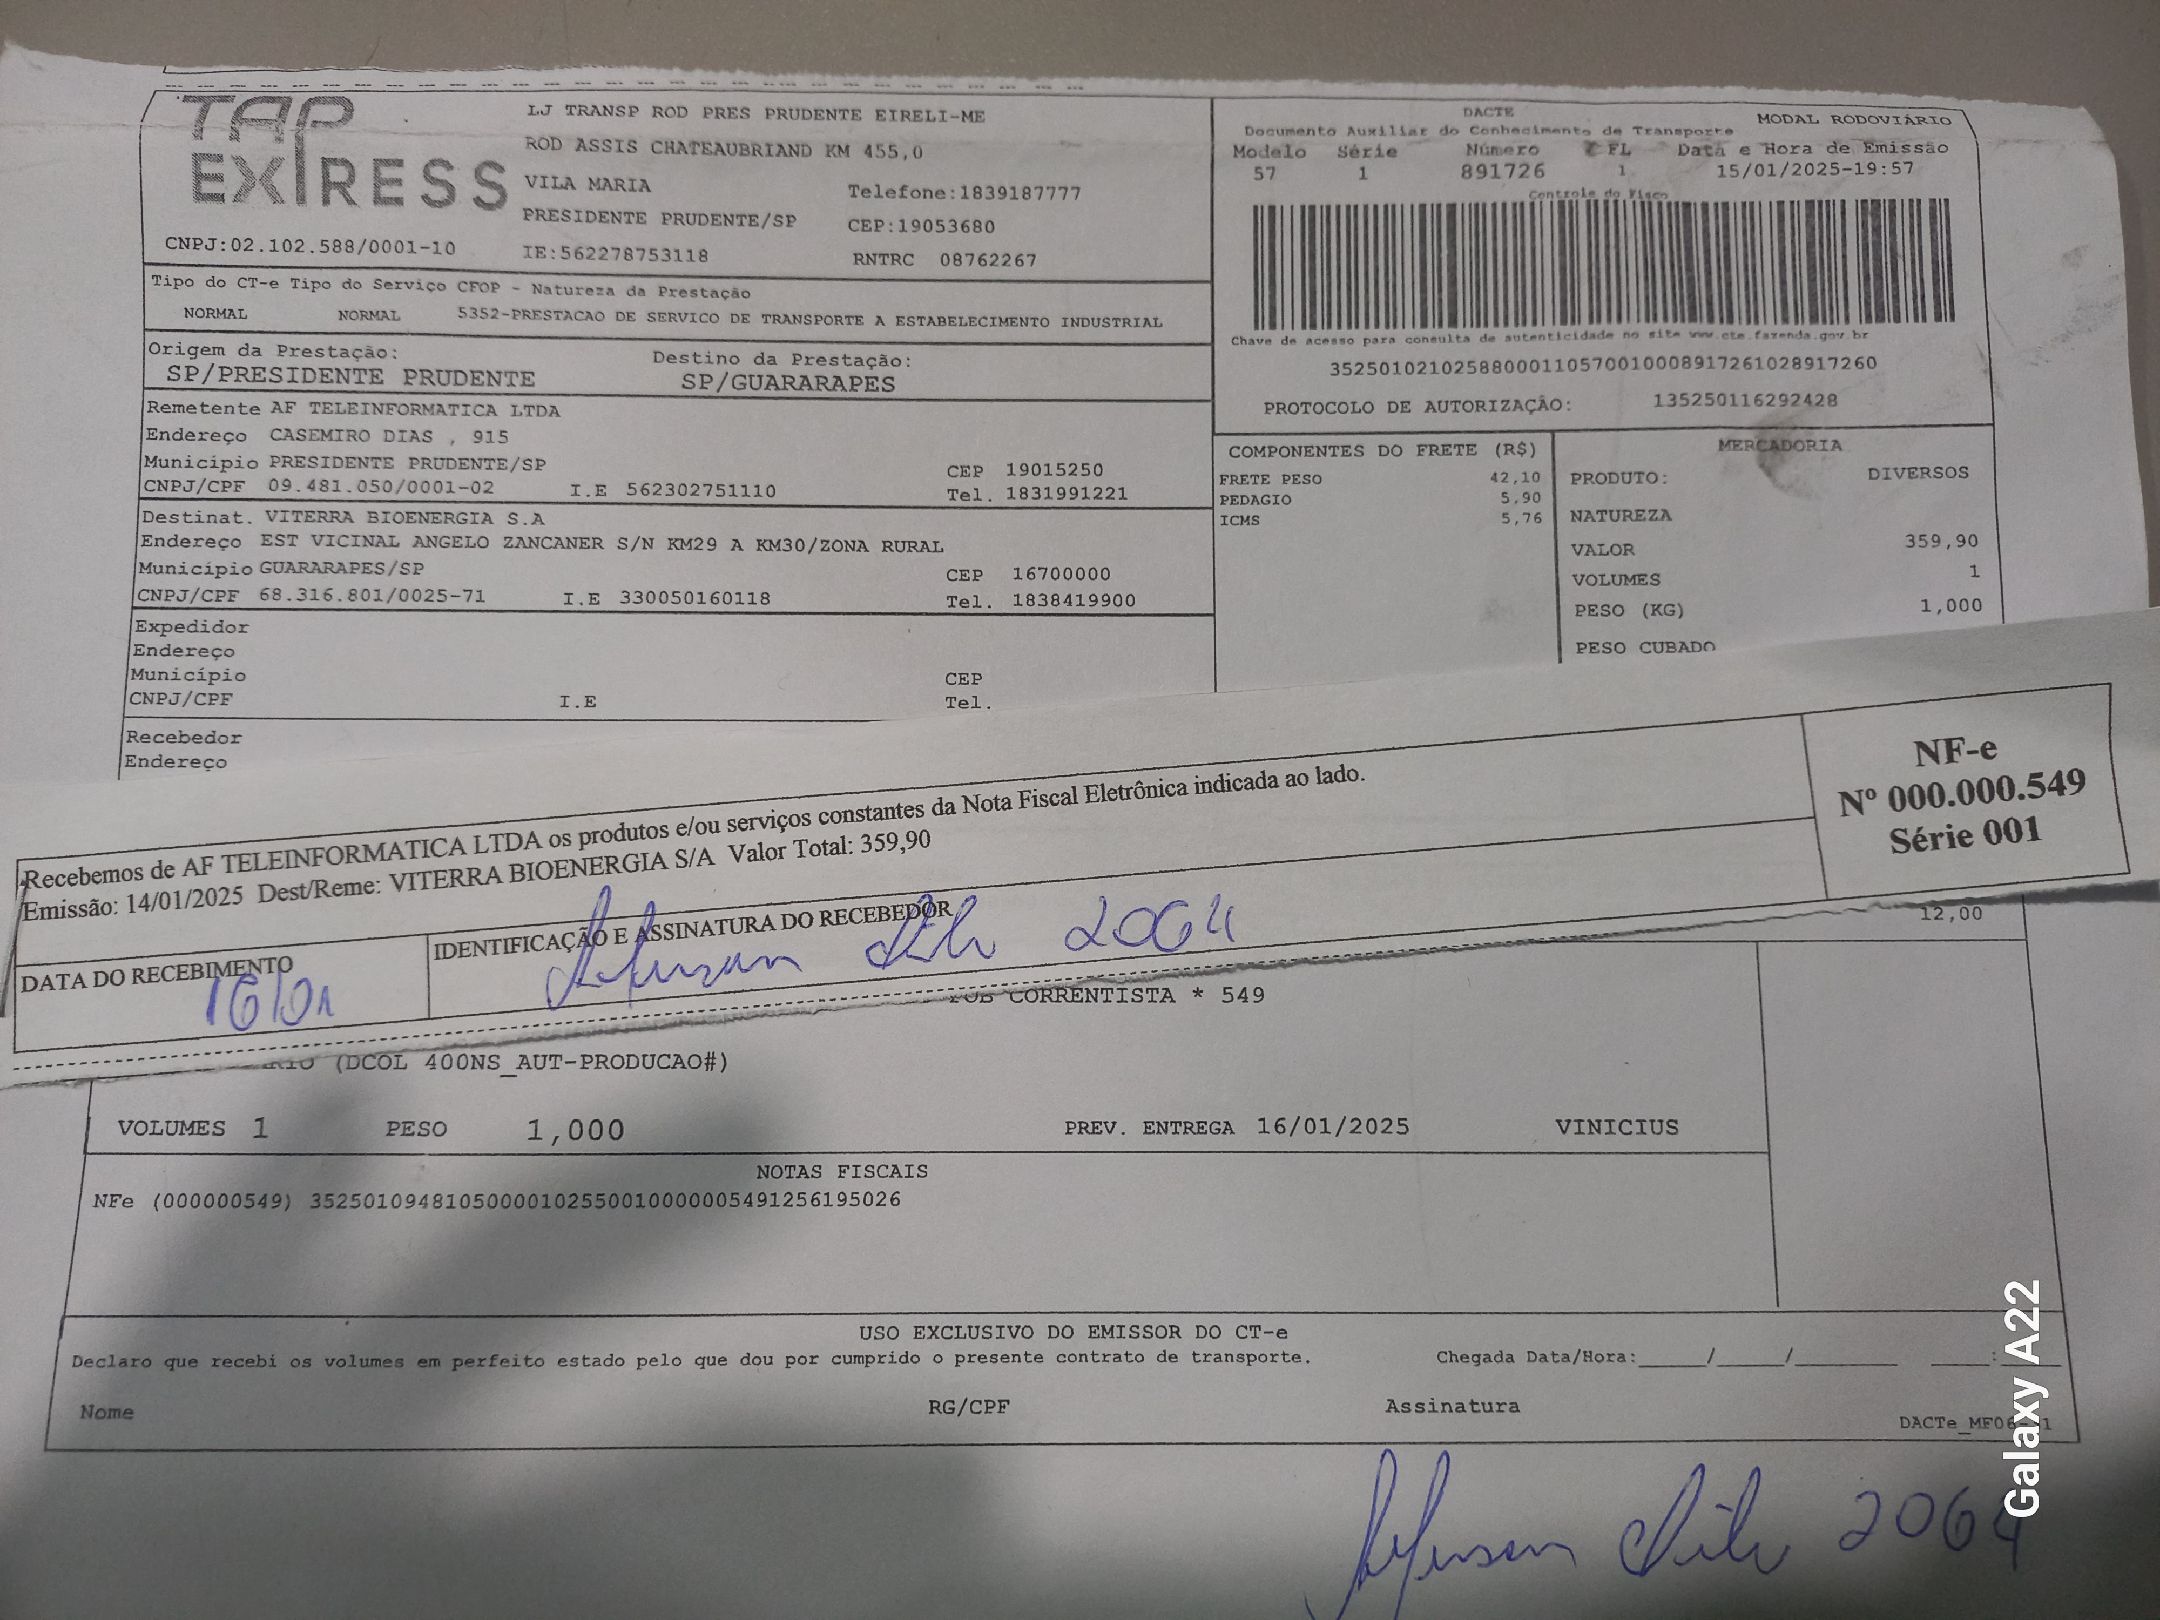 TAP EXPRESS
LJ TRANSP ROD PRES PRUDENTE EIRELI-ME
ROD ASSIS CHATEAUBRIAND KM 455,0
VILA MARIA Telefone:1839187777
PRESIDENTE PRUDENTE/SP CEP:19053680
CNPJ:02.102.588/0001-10 IE:562278753118 RNTRC 08762267
DACTE MODAL RODOVIÁRIO
Documento Auxiliar do Conhecimento de Transporte
Modelo Série Número FL Data e Hora de Emissão
57 1 891726 1 15/01/2025-19:57
Controle do Fisco
Chave de acesso para consulta de autenticidade no site www.cte.fazenda.gov.br
35250102102588000110570010008917261028917260
PROTOCOLO DE AUTORIZAÇÃO: 135250116292428
Tipo do CT-e Tipo do Serviço CFOP - Natureza da Prestação
NORMAL NORMAL 5352-PRESTACAO DE SERVICO DE TRANSPORTE A ESTABELECIMENTO INDUSTRIAL
Origem da Prestação: Destino da Prestação:
SP/PRESIDENTE PRUDENTE SP/GUARARAPES
Remetente AF TELEINFORMATICA LTDA
Endereço CASEMIRO DIAS , 915
Município PRESIDENTE PRUDENTE/SP CEP 19015250
CNPJ/CPF 09.481.050/0001-02 I.E 562302751110 Tel. 1831991221
Destinat. VITERRA BIOENERGIA S.A
Endereço EST VICINAL ANGELO ZANCANER S/N KM29 A KM30/ZONA RURAL
Município GUARARAPES/SP CEP 16700000
CNPJ/CPF 68.316.801/0025-71 I.E 330050160118 Tel. 1838419900
Expedidor
Endereço
Município CEP
CNPJ/CPF I.E Tel.
Recebedor
Endereço
COMPONENTES DO FRETE (R$)
FRETE PESO 42,10
PEDAGIO 5,90
ICMS 5,76
MERCADORIA
PRODUTO: DIVERSOS
NATUREZA
VALOR 359,90
VOLUMES 1
PESO (KG) 1,000
PESO CUBADO
Recebemos de AF TELEINFORMATICA LTDA os produtos e/ou serviços constantes da Nota Fiscal Eletrônica indicada ao lado.
Emissão: 14/01/2025 Dest/Reme: VITERRA BIOENERGIA S/A Valor Total: 359,90
NF-e
Nº 000.000.549
Série 001
DATA DO RECEBIMENTO
16/01
IDENTIFICAÇÃO E ASSINATURA DO RECEBEDOR
2064
12,00
CORRENTISTA * 549
(DCOL 400NS_AUT-PRODUCAO#)
VOLUMES 1 PESO 1,000 PREV. ENTREGA 16/01/2025 VINICIUS
NOTAS FISCAIS
NFe (000000549) 35250109481050000102550010000005491256195026
USO EXCLUSIVO DO EMISSOR DO CT-e
Declaro que recebi os volumes em perfeito estado pelo que dou por cumprido o presente contrato de transporte. Chegada Data/Hora:_____/_____/________ _____:_____
Nome RG/CPF Assinatura
2064
Galaxy A22